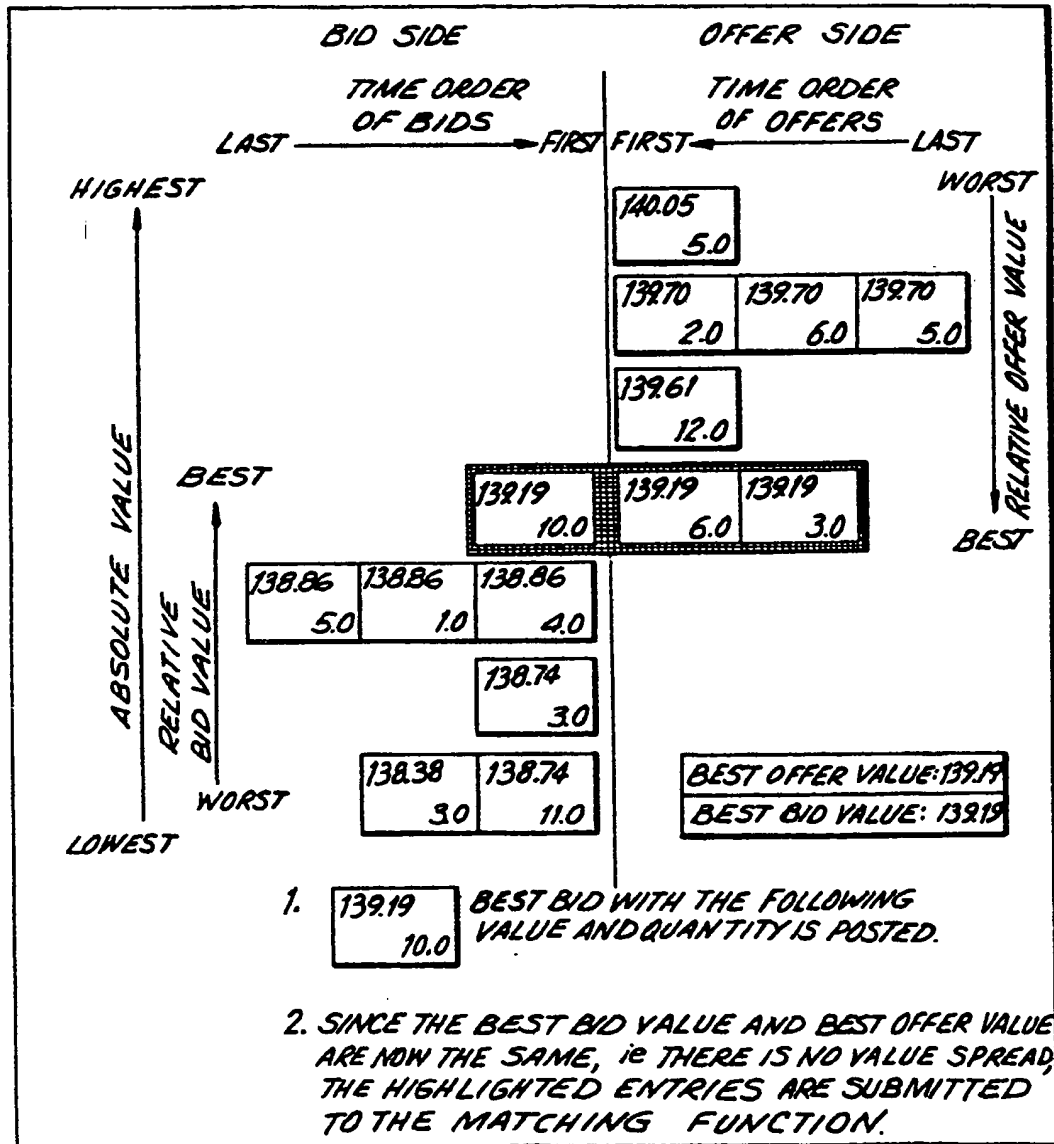 BID SIDE
OFFER SIDE
TIME ORDER
OF BIDS
TIME ORDER
OF OFFERS
LAST
FIRST
FIRST
LAST
HIGHEST
WORST
140.05
5.0
139.70
139.70
139.70
2.0
6.0
5.0
139.61
12.0
RELATIVE OFFER VALUE
BEST
139.19
139.19
139.19
10.0
6.0
3.0
BEST
ABSOLUTE VALUE
RELATIVE
BID VALUE
138.86
138.86
138.86
5.0
1.0
4.0
138.74
3.0
138.38
138.74
3.0
11.0
WORST
LOWEST
BEST OFFER VALUE: 139.19
BEST BID VALUE: 139.19
1.
139.19
10.0
BEST BID WITH THE FOLLOWING
VALUE AND QUANTITY IS POSTED.
2. SINCE THE BEST BID VALUE AND BEST OFFER VALUE
ARE NOW THE SAME, ie THERE IS NO VALUE SPREAD,
THE HIGHLIGHTED ENTRIES ARE SUBMITTED
TO THE MATCHING FUNCTION.